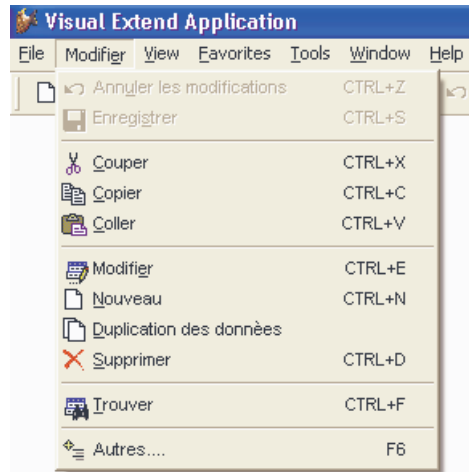 Visual Extend Application
File Modifier View Favorites Tools Window Help
Annuler les modifications CTRL+Z
Enregistrer CTRL+S
Couper CTRL+X
Copier CTRL+C
Coller CTRL+V
Modifier CTRL+E
Nouveau CTRL+N
Duplication des donnèes
Supprimer CTRL+D
Trouver CTRL+F
Autres.... F6